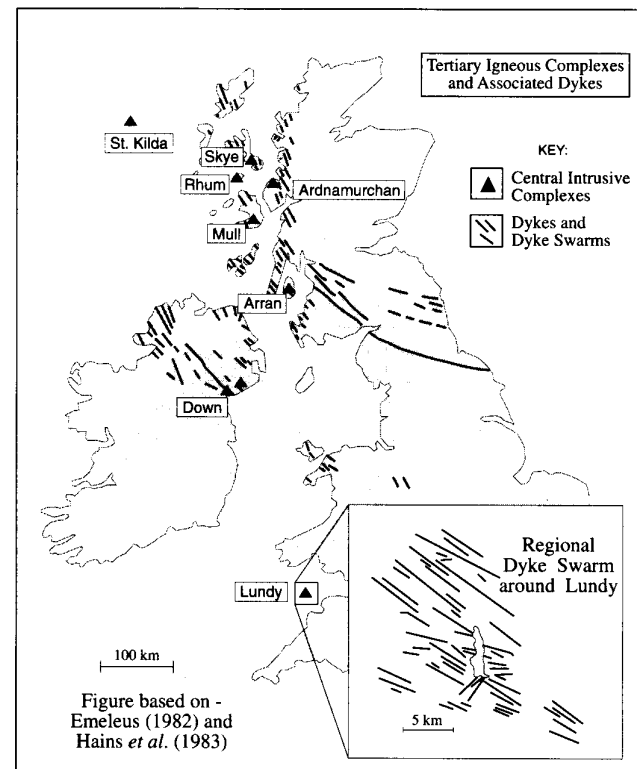 Tertiary Igneous Complexes
and Associated Dykes
St. Kilda
KEY:
Skye
Rhum
Ardnamurchan
Central Intrusive
Complexes
Mull
Dykes and
Dyke Swarms
Arran
Down
Regional
Dyke Swarm
around Lundy
Lundy
100 km
Figure based on -
Emeleus (1982) and
Hains et al. (1983)
5 km